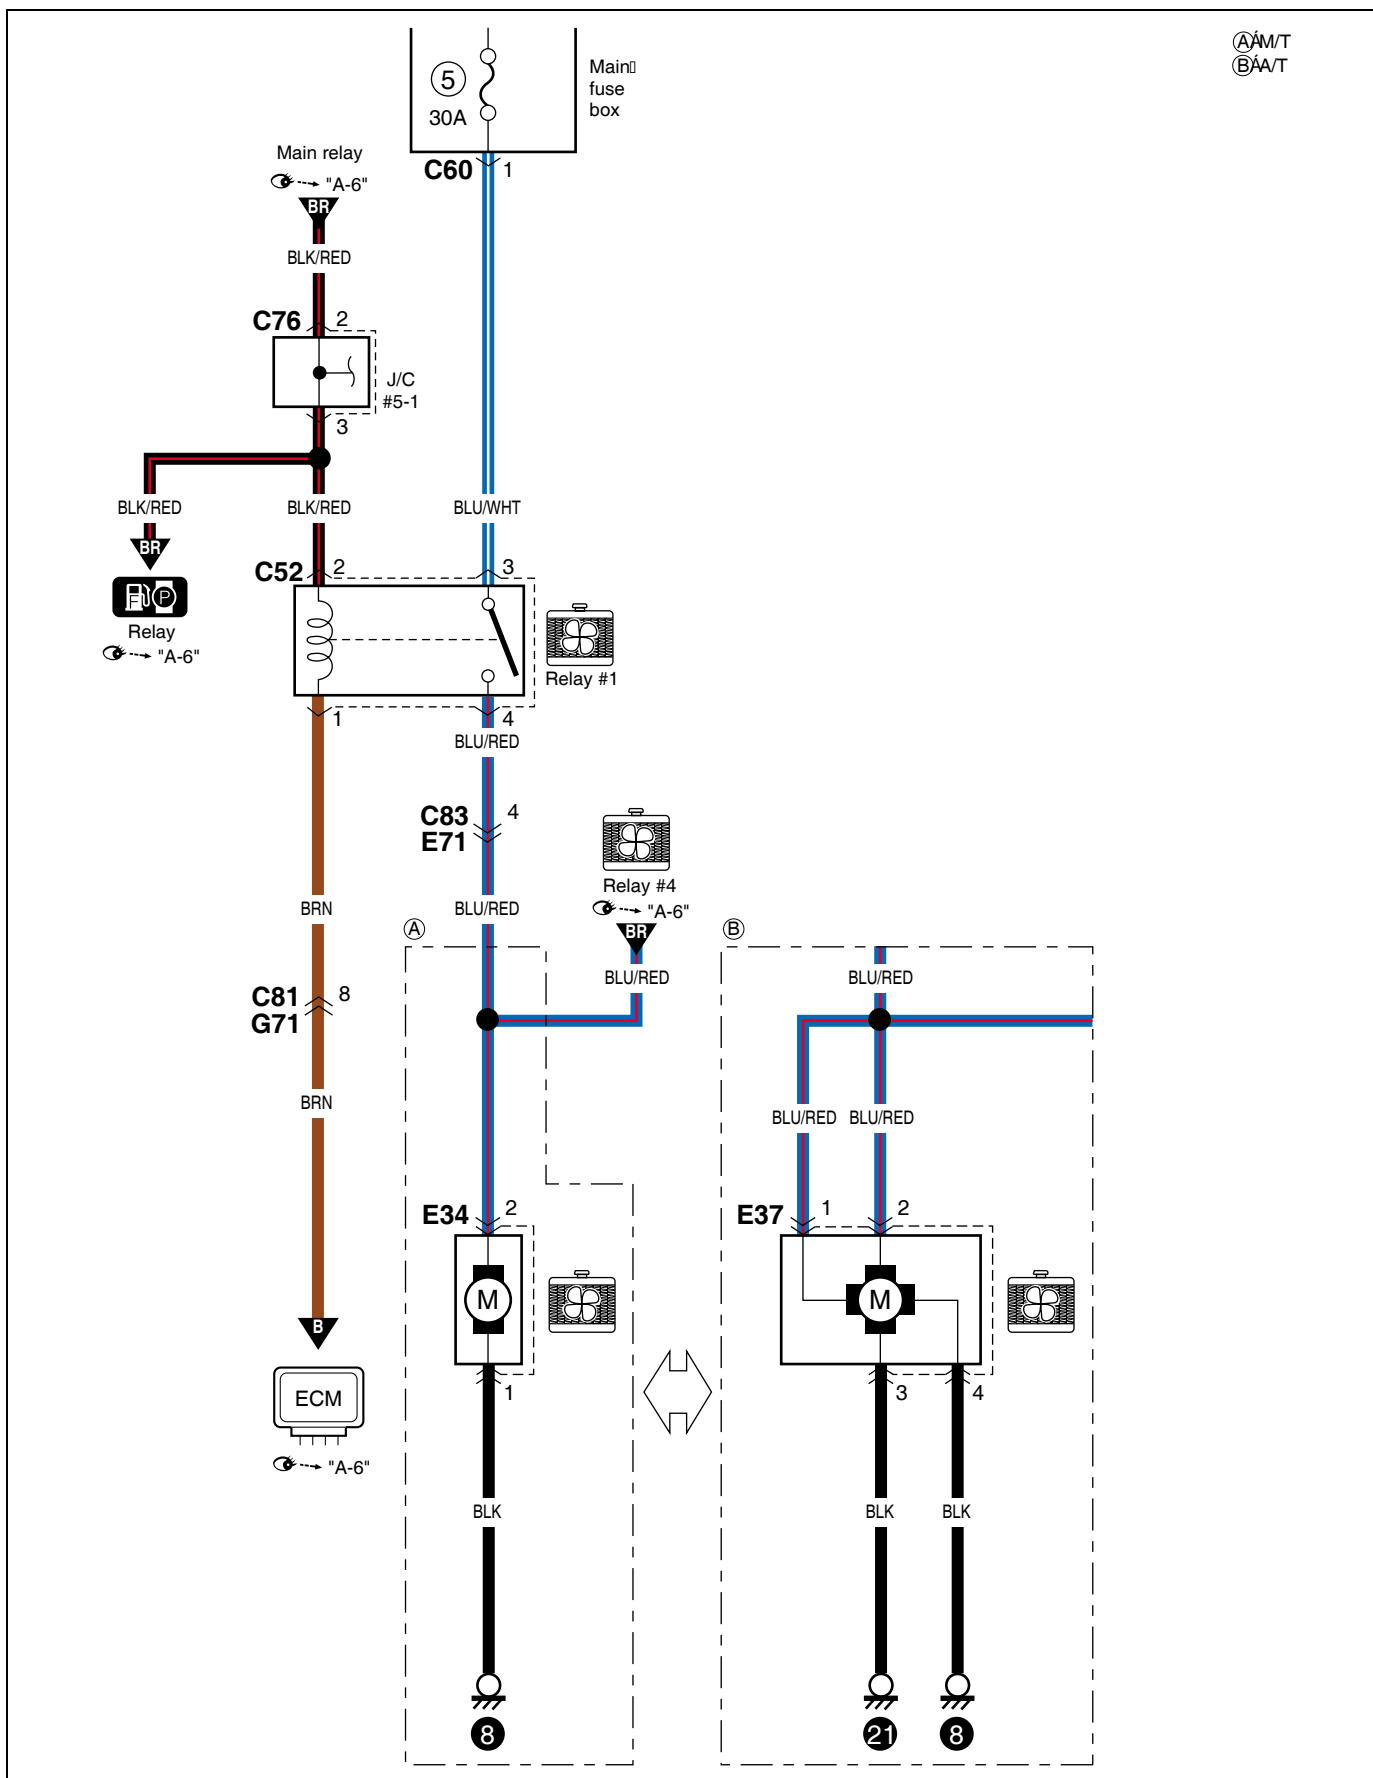 ⒶÁM/T
ⒷÁA/T
5
30A
Main
fuse
box
C60 1
Main relay
"A-6"
BR
BLK/RED
C76 2
J/C
#5-1
3
BLK/RED
BLK/RED
BLU/WHT
BR
C52 2
3
F
P
Relay
"A-6"
Relay #1
1
4
BLU/RED
C83 4
E71
Relay #4
"A-6"
BR
BRN
BLU/RED
A
B
BLU/RED
BLU/RED
C81 8
G71
BRN
BLU/RED
BLU/RED
E34 2
E37 1
2
M
M
B
1
3
4
ECM
"A-6"
BLK
BLK
BLK
8
21
8